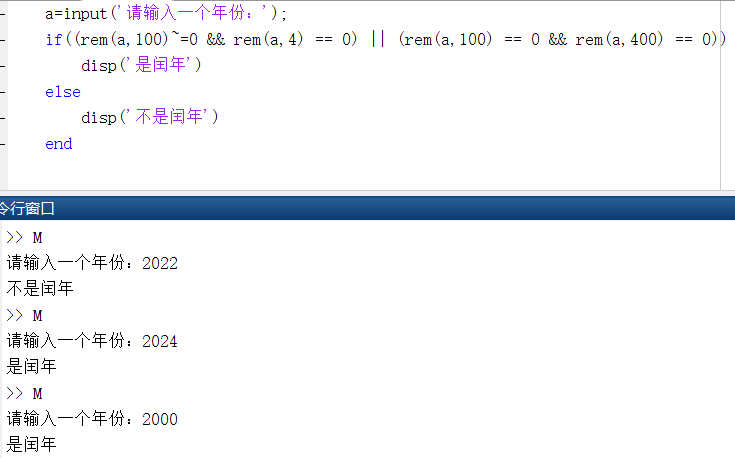 a=input('请输入一个年份：');
if((rem(a,100)~=0 && rem(a,4) == 0) || (rem(a,100) == 0 && rem(a,400) == 0))
disp('是闰年')
else
disp('不是闰年')
end
令行窗口
>> M
请输入一个年份：2022
不是闰年
>> M
请输入一个年份：2024
是闰年
>> M
请输入一个年份：2000
是闰年